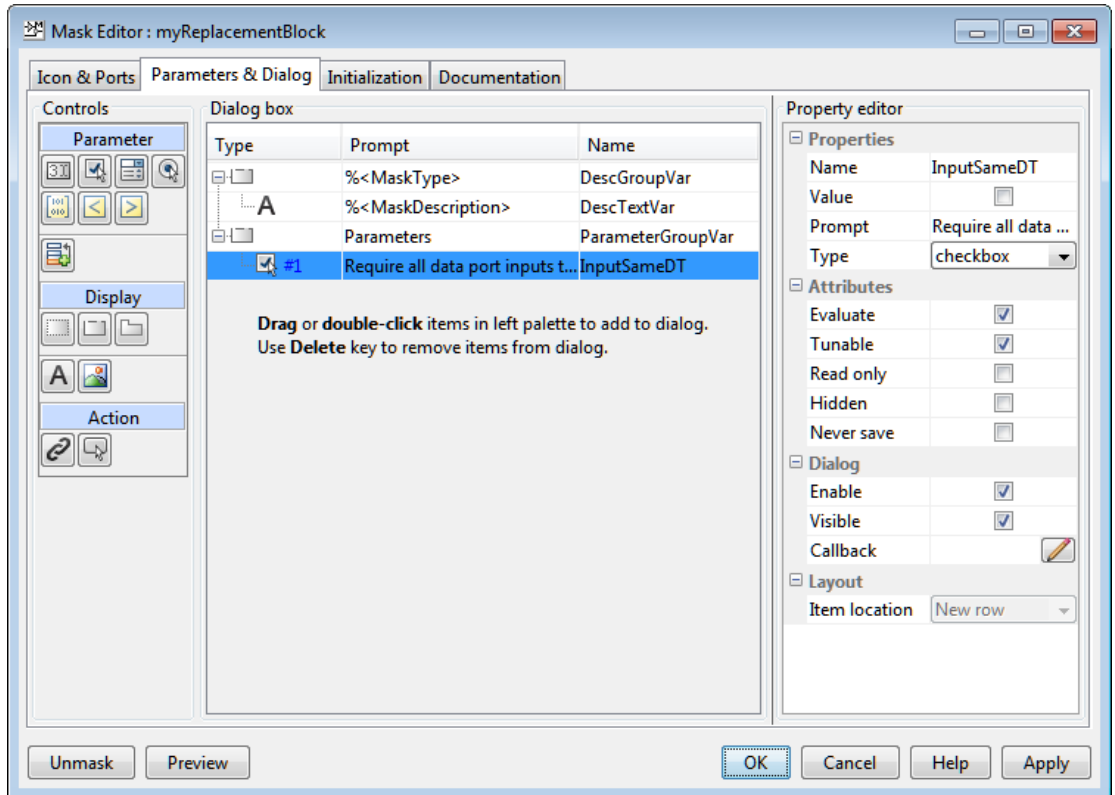 Mask Editor : myReplacementBlock
Icon & Ports Parameters & Dialog Initialization Documentation
Controls Dialog box Property editor
Parameter
Type Prompt Name
Properties
%<MaskType> DescGroupVar
Name InputSameDT
A %<MaskDescription> DescTextVar
Value
Parameters ParameterGroupVar
Prompt Require all data ...
#1 Require all data port inputs t... InputSameDT
Type checkbox
Display
Attributes
Drag or double-click items in left palette to add to dialog.
Evaluate
Use Delete key to remove items from dialog.
Tunable
A
Read only
Action
Hidden
Never save
Dialog
Enable
Visible
Callback
Layout
Item location New row
Unmask Preview OK Cancel Help Apply